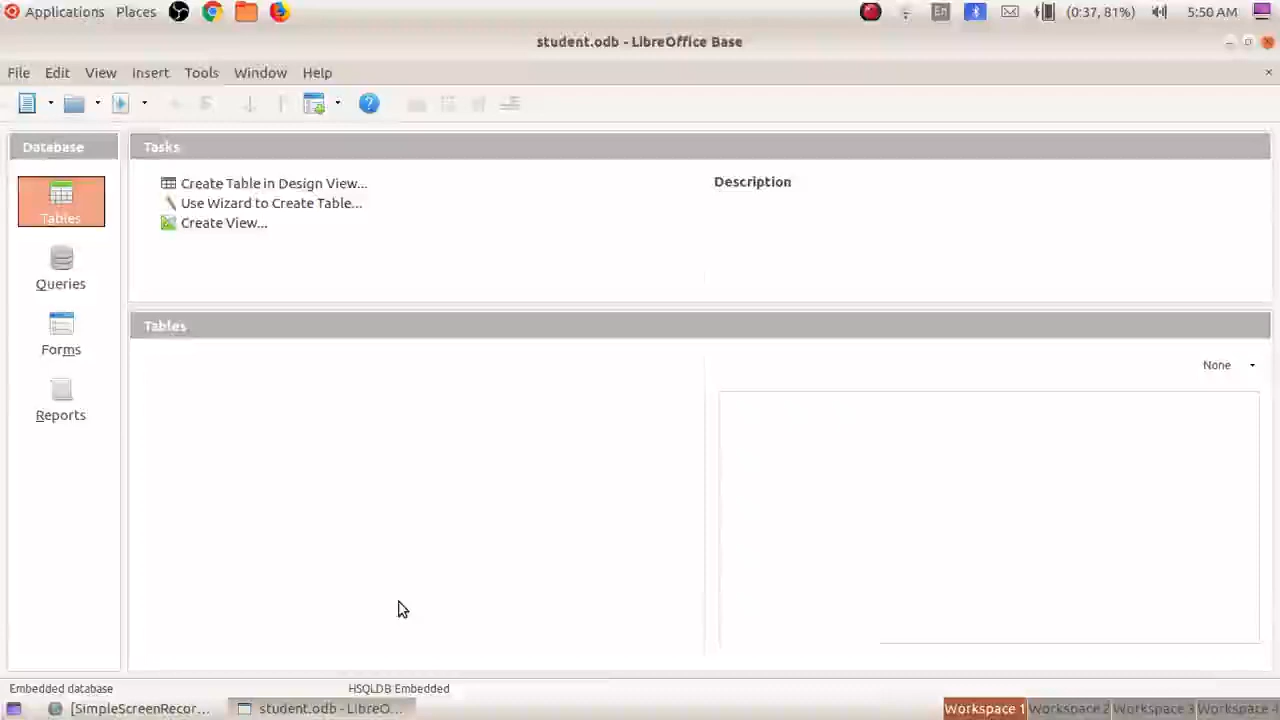 Applications Places En (0:37, 81%) 5:50 AM
student.odb - LibreOffice Base
File Edit View Insert Tools Window Help
Database
Tables
Queries
Forms
Reports
Tasks
Create Table in Design View...
Use Wizard to Create Table...
Create View...
Description
Tables
None
Embedded database HSQLDB Embedded
[SimpleScreenRecor... student.odb - LibreO... Workspace 1 Workspace 2 Workspace 3 Workspace 4